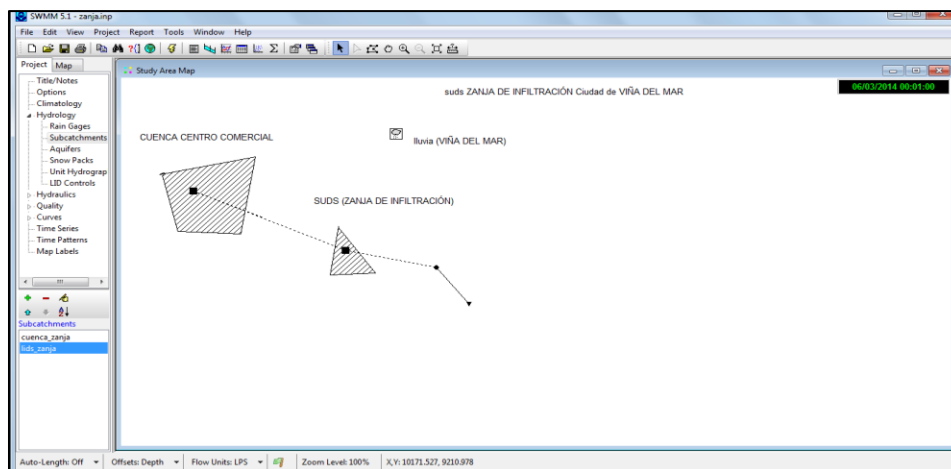 SWMM 5.1 - zanja.inp
File Edit View Project Report Tools Window Help
Project Map
Title/Notes
Options
Climatology
Hydrology
Rain Gages
Subcatchments
Aquifers
Snow Packs
Unit Hydrograp
LID Controls
Hydraulics
Quality
Curves
Time Series
Time Patterns
Map Labels
Subcatchments
cuenca_zanja
lids_zanja
Study Area Map
suds ZANJA DE INFILTRACIÓN Ciudad de VIÑA DEL MAR
06/03/2014 00:01:00
CUENCA CENTRO COMERCIAL
lluvia (VIÑA DEL MAR)
SUDS (ZANJA DE INFILTRACIÓN)
Auto-Length: Off Offsets: Depth Flow Units: LPS Zoom Level: 100% X,Y: 10171.527, 9210.978